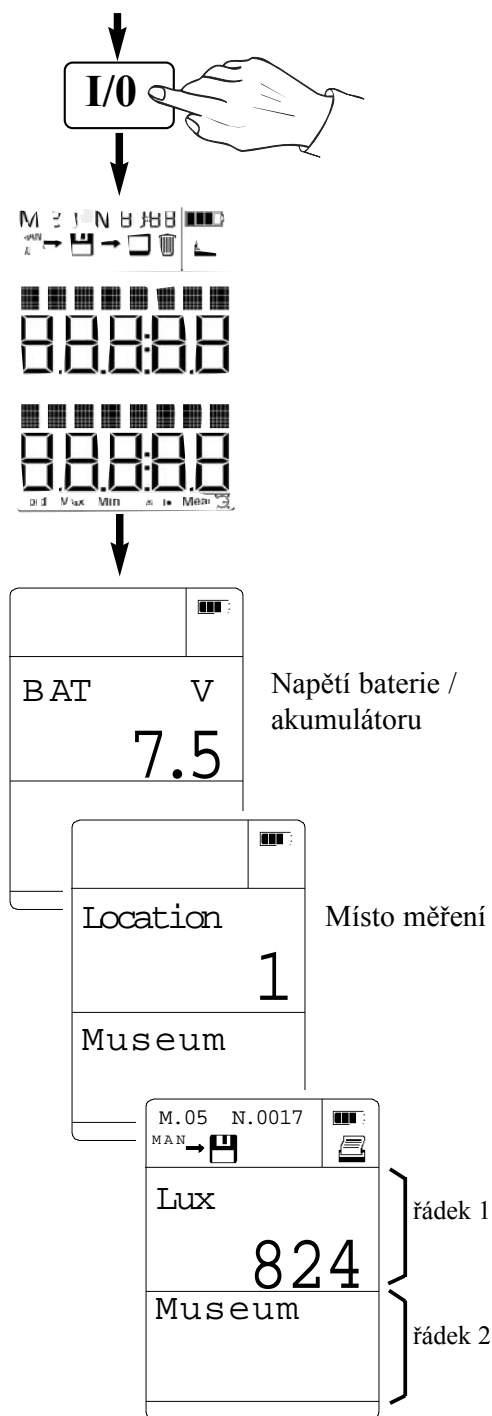 I/0
BAT V
7.5
Napětí baterie /
akumulátoru
Location
1
Místo měření
Museum
M.05 N.0017
MAN
Lux
824
řádek 1
Museum
řádek 2